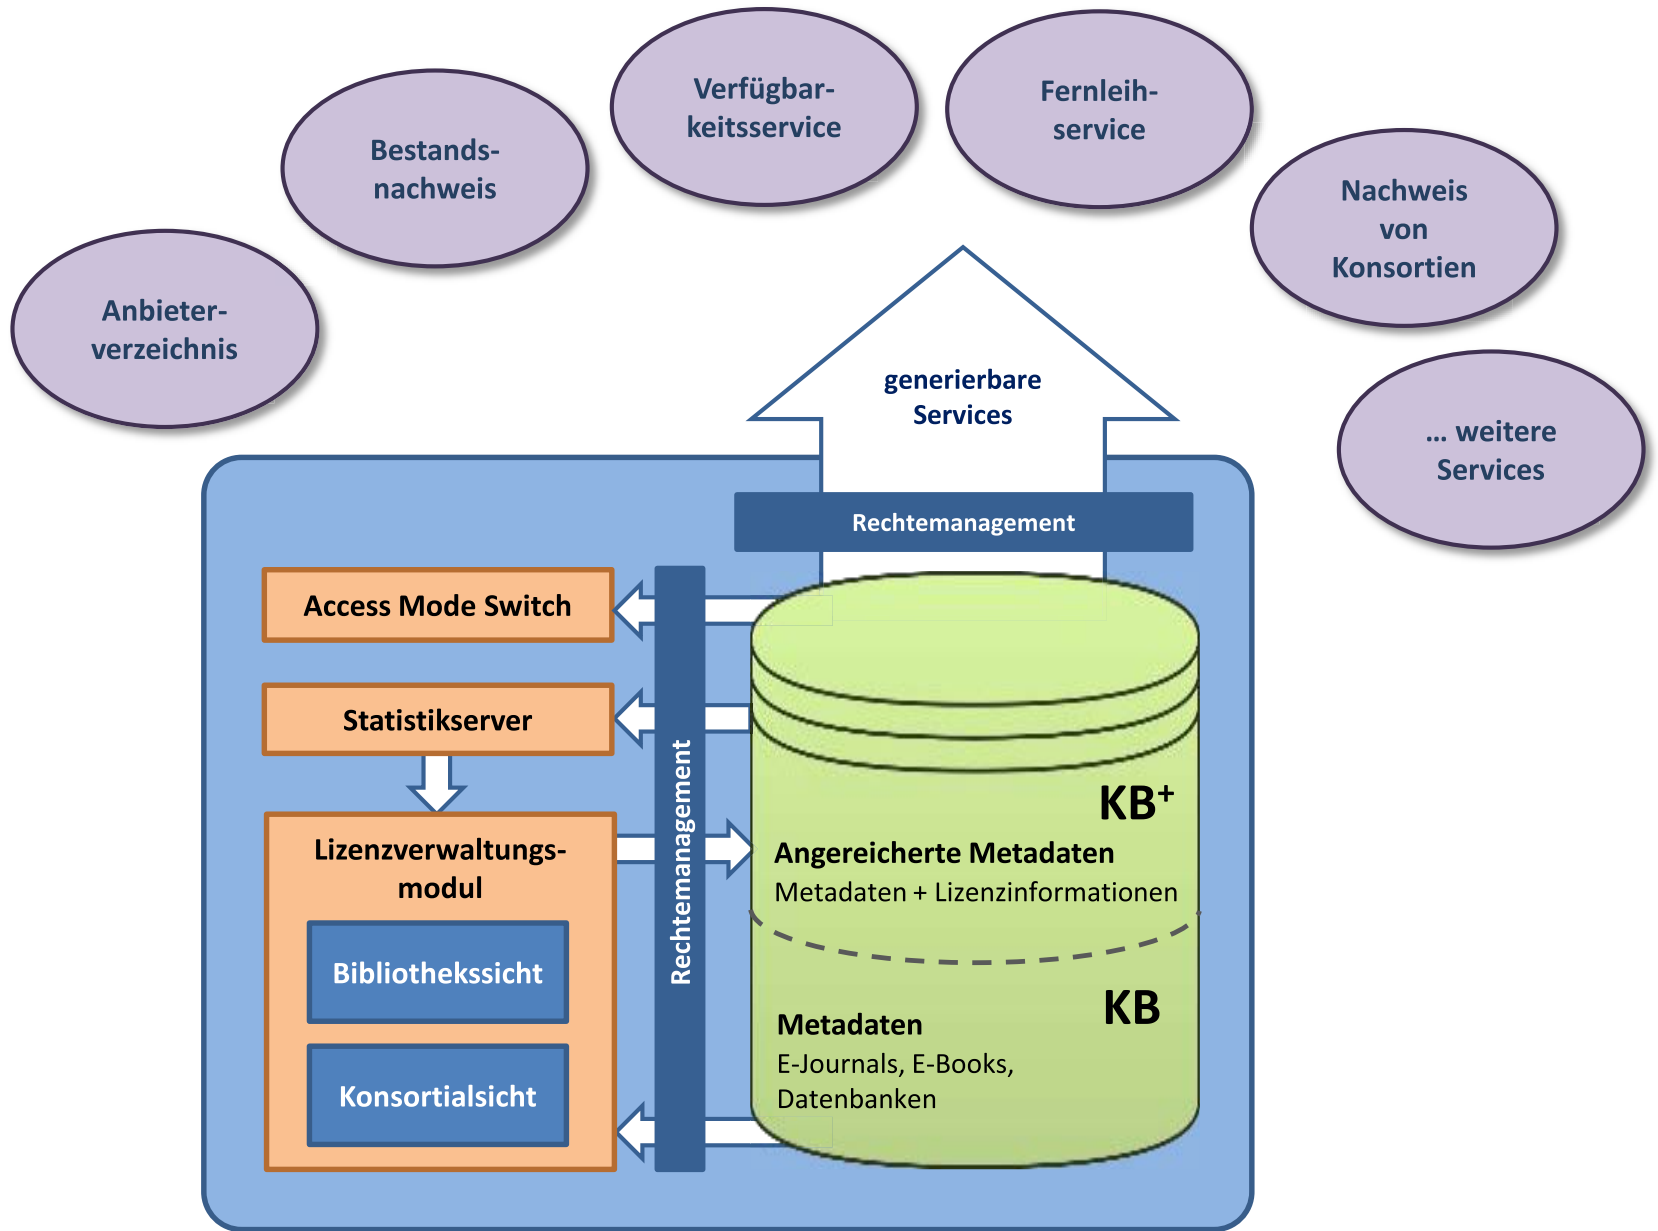 Verfügbar-
keitsservice
Fernleih-
service
Bestands-
nachweis
Nachweis
von
Konsortien
Anbieter-
verzeichnis
generierbare
Services
... weitere
Services
Rechtemanagement
Access Mode Switch
Statistikserver
Rechtemanagement
Lizenzverwaltungs-
modul
Bibliothekssicht
Konsortialsicht
KB⁺
Angereicherte Metadaten
Metadaten + Lizenzinformationen
KB
Metadaten
E-Journals, E-Books,
Datenbanken